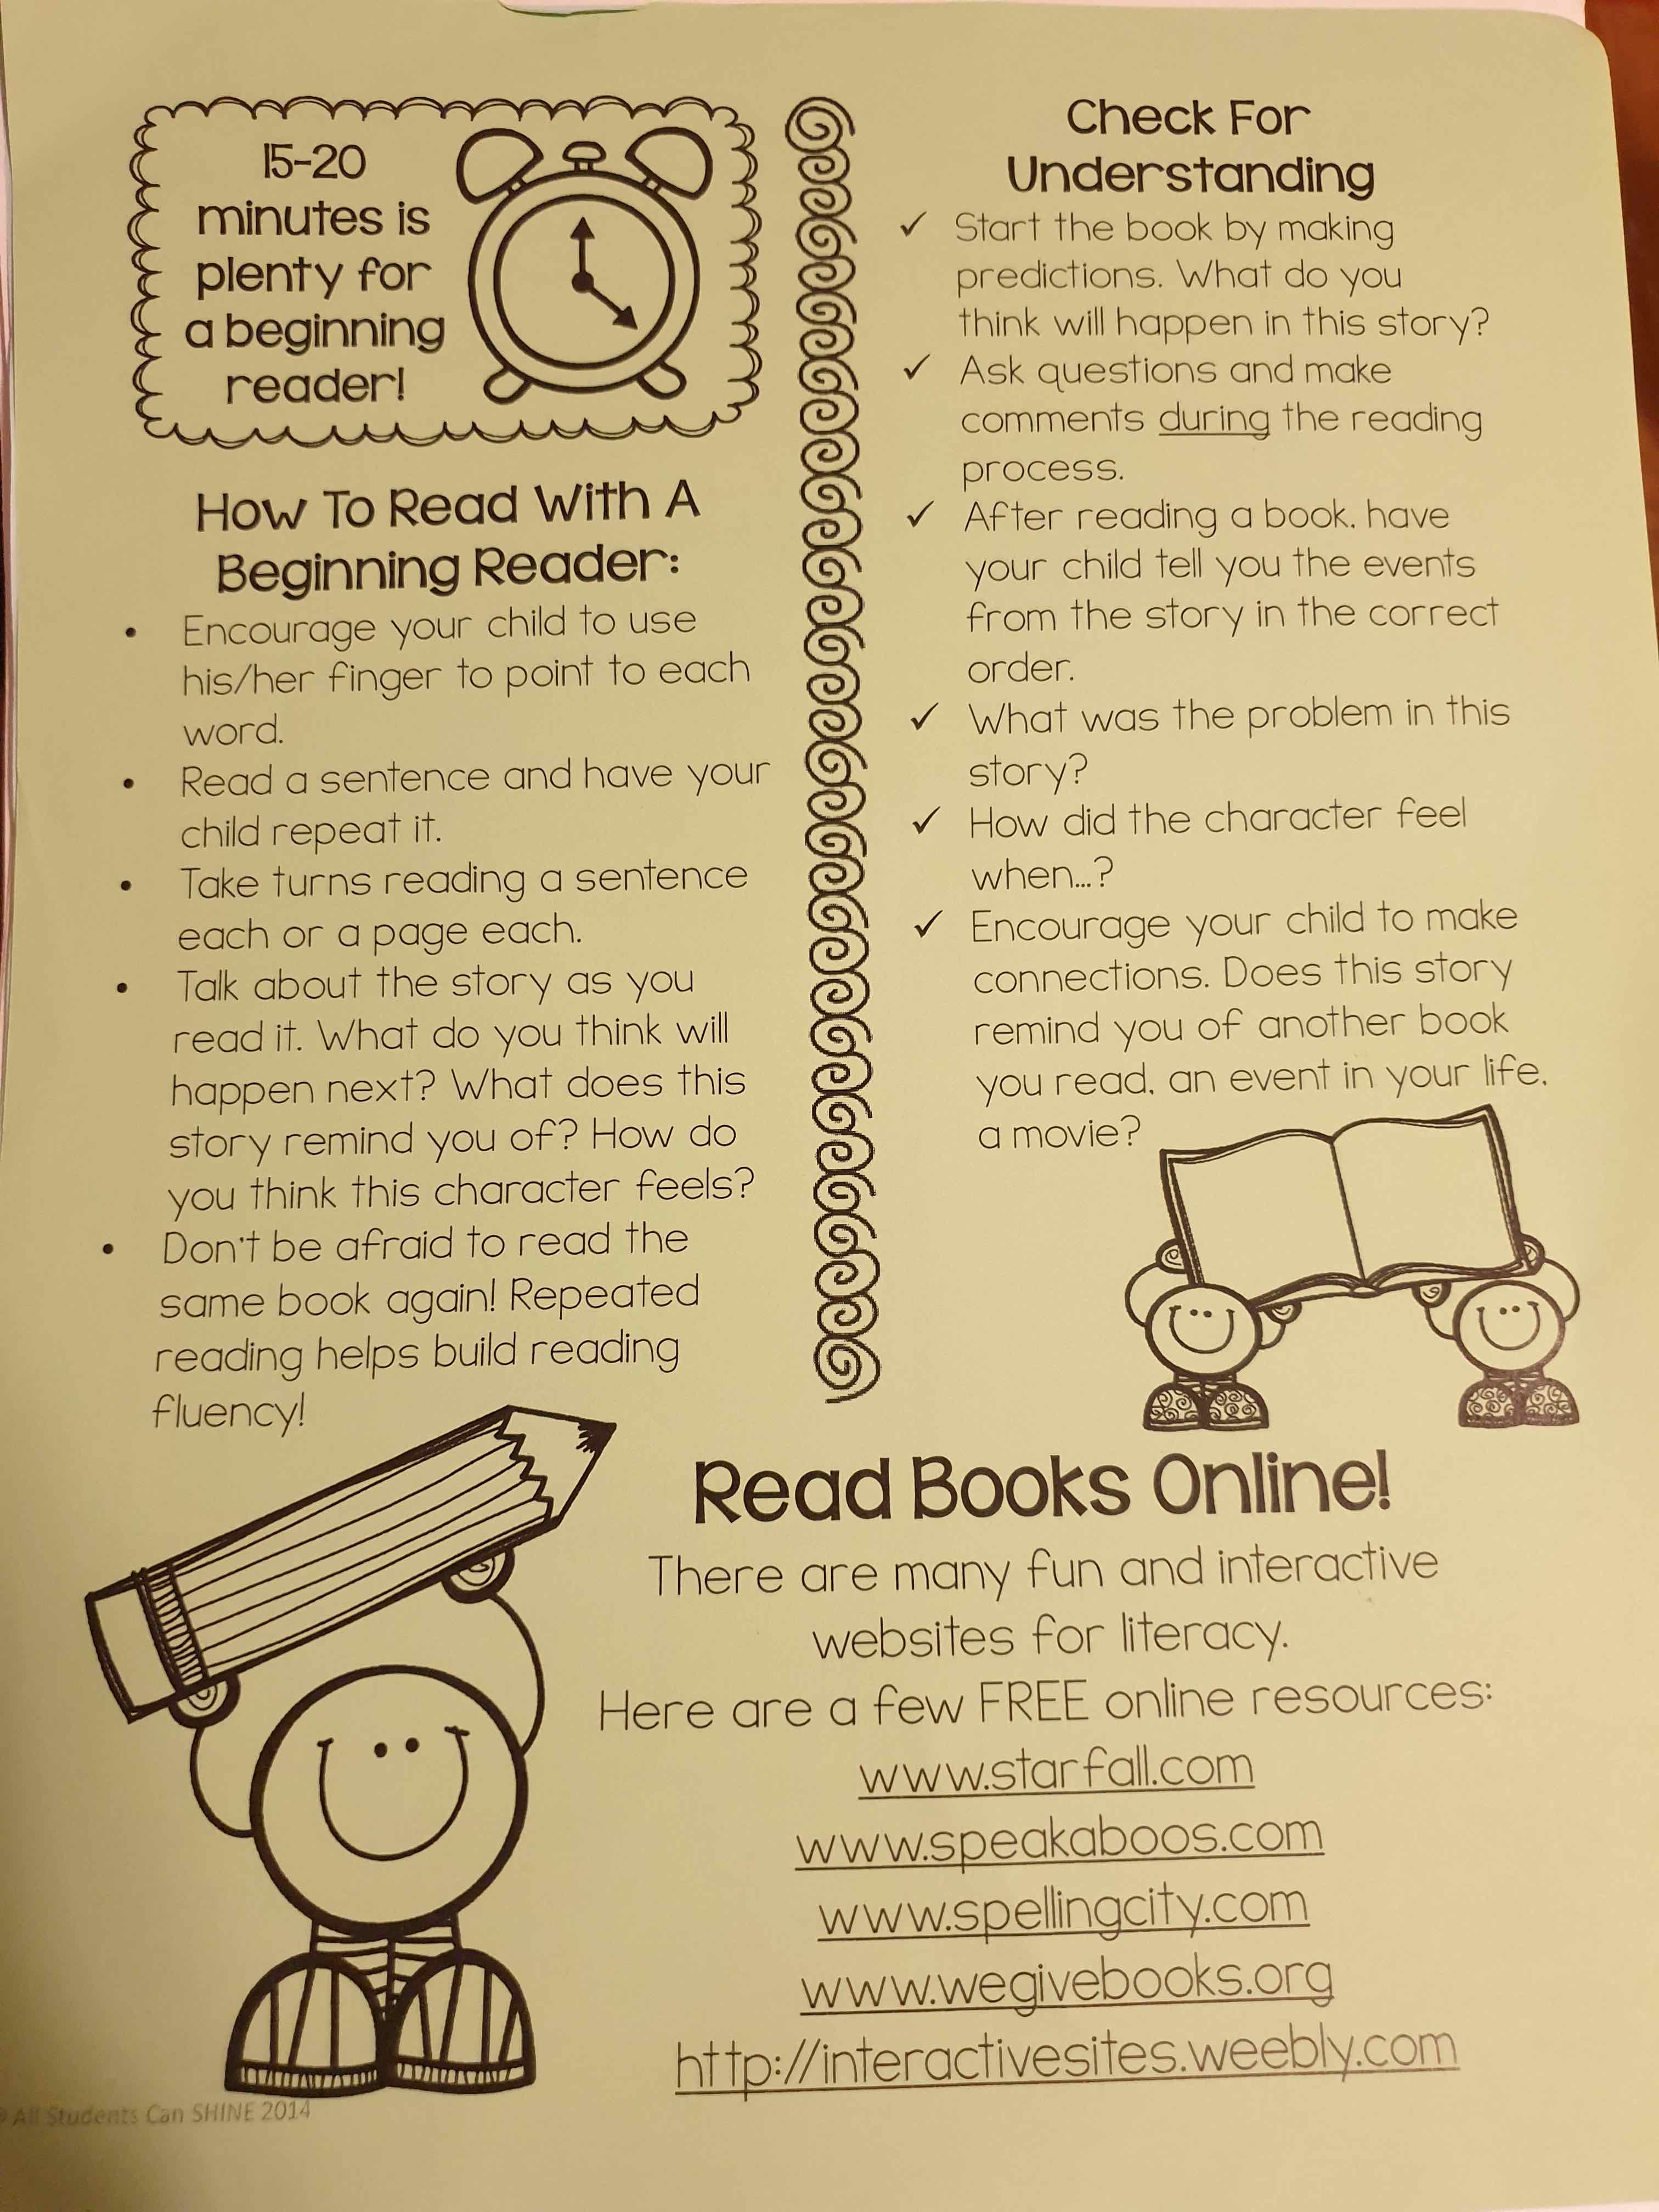 15-20
minutes is
plenty for
a beginning
reader!
How To Read With A
Beginning Reader:
• Encourage your child to use
his/her finger to point to each
word.
• Read a sentence and have your
child repeat it.
• Take turns reading a sentence
each or a page each.
• Talk about the story as you
read it. What do you think will
happen next? What does this
story remind you of? How do
you think this character feels?
• Don't be afraid to read the
same book again! Repeated
reading helps build reading
fluency!
Check For
Understanding
✓ Start the book by making
predictions. What do you
think will happen in this story?
✓ Ask questions and make
comments during the reading
process.
✓ After reading a book, have
your child tell you the events
from the story in the correct
order.
✓ What was the problem in this
story?
✓ How did the character feel
when...?
✓ Encourage your child to make
connections. Does this story
remind you of another book
you read, an event in your life,
a movie?
Read Books Online!
There are many fun and interactive
websites for literacy.
Here are a few FREE online resources:
www.starfall.com
www.speakaboos.com
www.spellingcity.com
www.wegivebooks.org
http://interactivesites.weebly.com
© All Students Can SHINE 2014